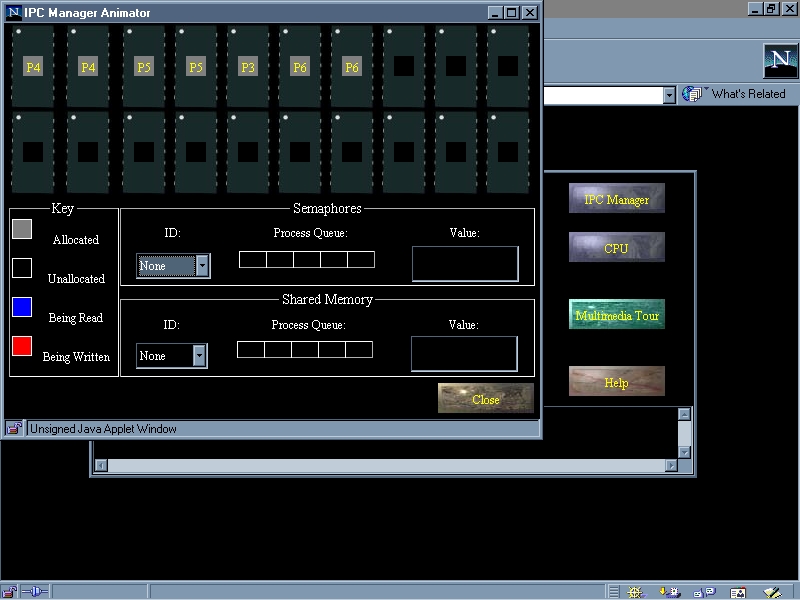 IPC Manager Animator
P4 P4 P5 P5 P3 P6 P6
N
What's Related
Key
Allocated
Unallocated
Being Read
Being Written
Semaphores
ID: Process Queue: Value:
None
Shared Memory
ID: Process Queue: Value:
None
Close
Unsigned Java Applet Window
IPC Manager
CPU
Multimedia Tour
Help